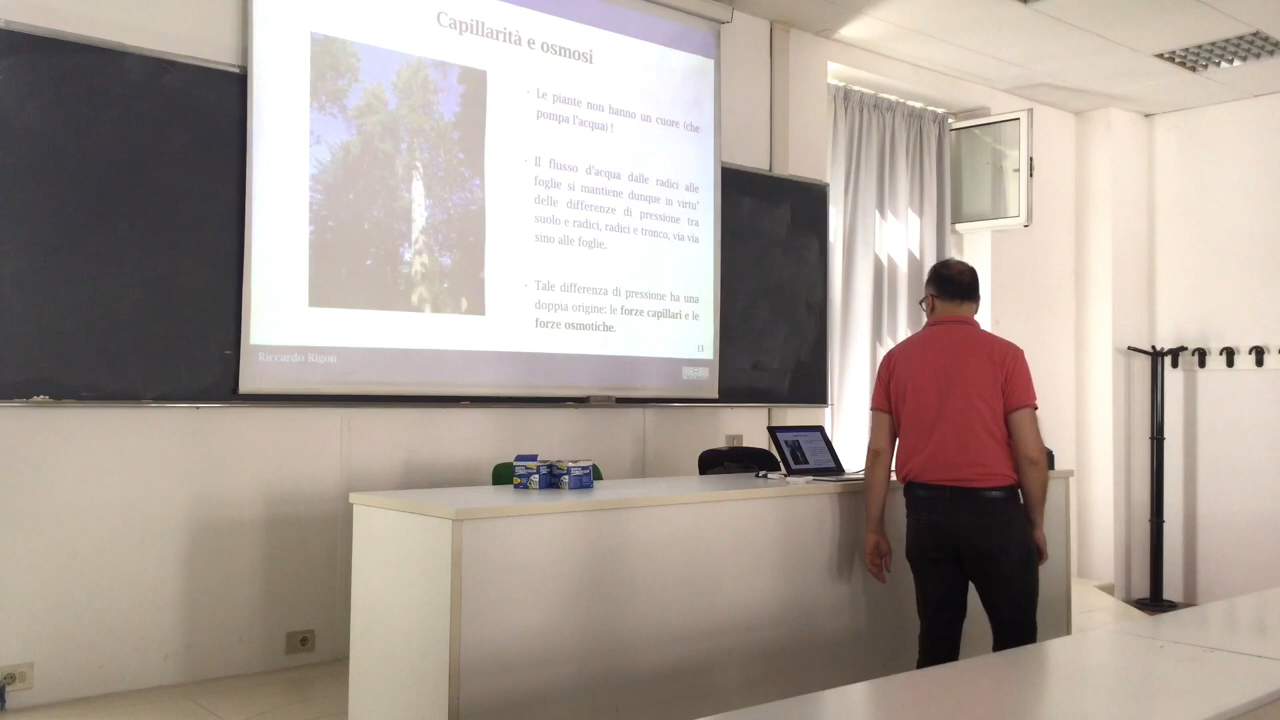 Capillarità e osmosi
· Le piante non hanno un cuore (che
pompa l'acqua) !
· Il flusso d'acqua dalle radici alle
foglie si mantiene dunque in virtu'
delle differenze di pressione tra
suolo e radici, radici e tronco, via via
sino alle foglie.
· Tale differenza di pressione ha una
doppia origine: le forze capillari e le
forze osmotiche.
13
Riccardo Rigon